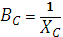 B_C = 1/X_C